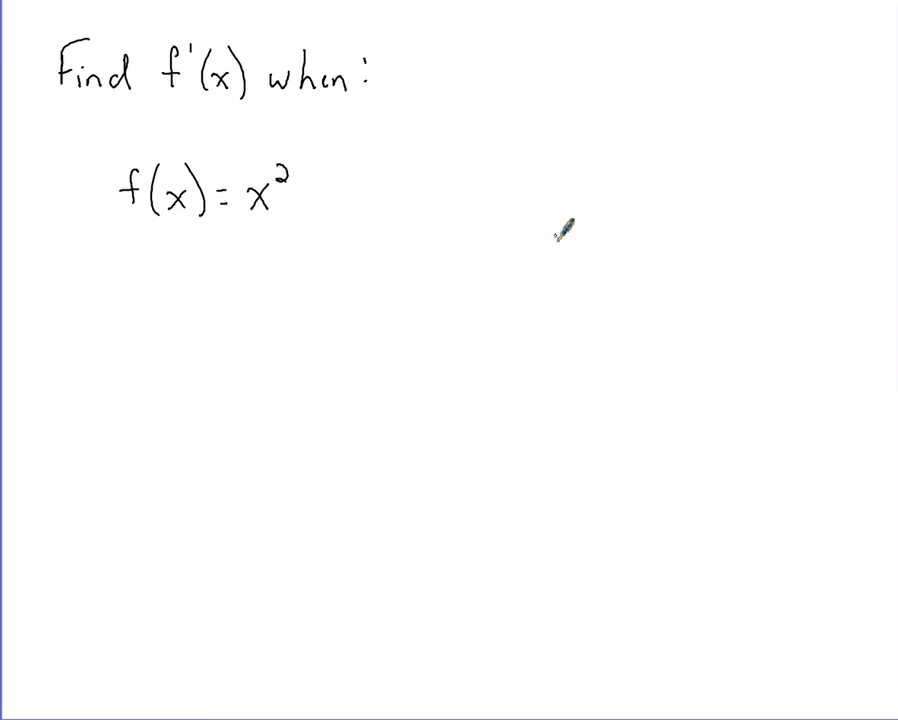 Find f'(x) when:
f(x) = x²